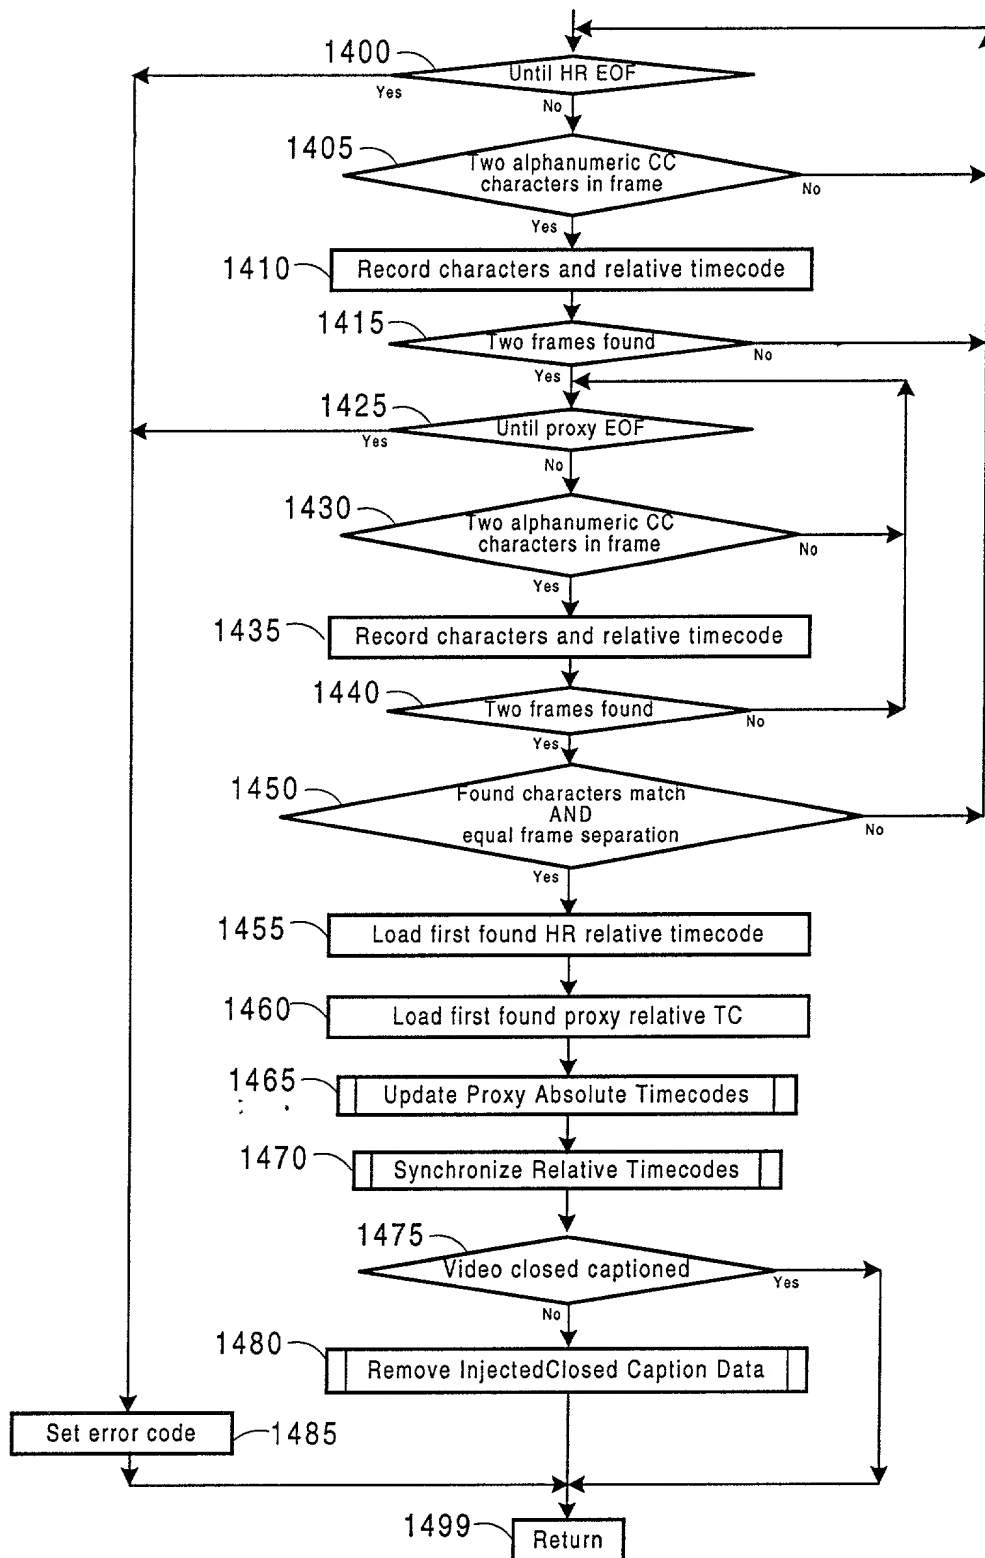 1400
Until HR EOF
Yes
No
1405
Two alphanumeric CC
characters in frame
No
Yes
1410
Record characters and relative timecode
1415
Two frames found
No
Yes
1425
Until proxy EOF
Yes
No
1430
Two alphanumeric CC
characters in frame
No
Yes
1435
Record characters and relative timecode
1440
Two frames found
No
Yes
1450
Found characters match
AND
equal frame separation
No
Yes
1455
Load first found HR relative timecode
1460
Load first found proxy relative TC
1465
Update Proxy Absolute Timecodes
1470
Synchronize Relative Timecodes
1475
Video closed captioned
Yes
No
1480
Remove InjectedClosed Caption Data
Set error code
1485
1499
Return